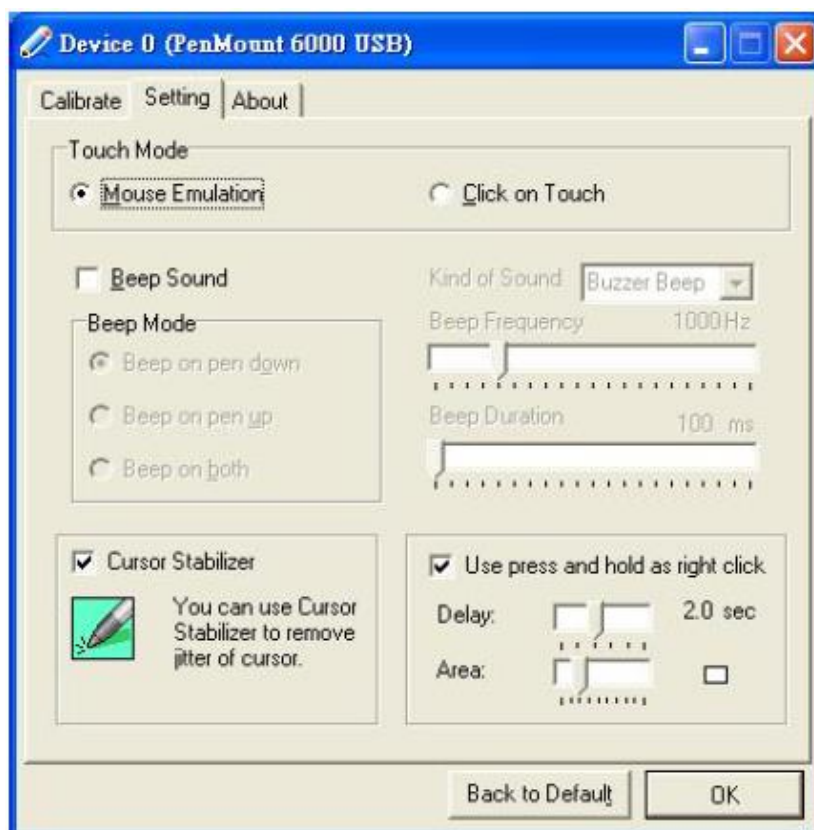 Device 0 (PenMount 6000 USB)
Calibrate Setting About
Touch Mode
Mouse Emulation Click on Touch
Beep Sound Kind of Sound Buzzer Beep
Beep Mode Beep Frequency 1000Hz
Beep on pen down
Beep on pen up Beep Duration 100 ms
Beep on both
Cursor Stabilizer
You can use Cursor
Stabilizer to remove
jitter of cursor.
Use press and hold as right click
Delay: 2.0 sec
Area:
Back to Default OK